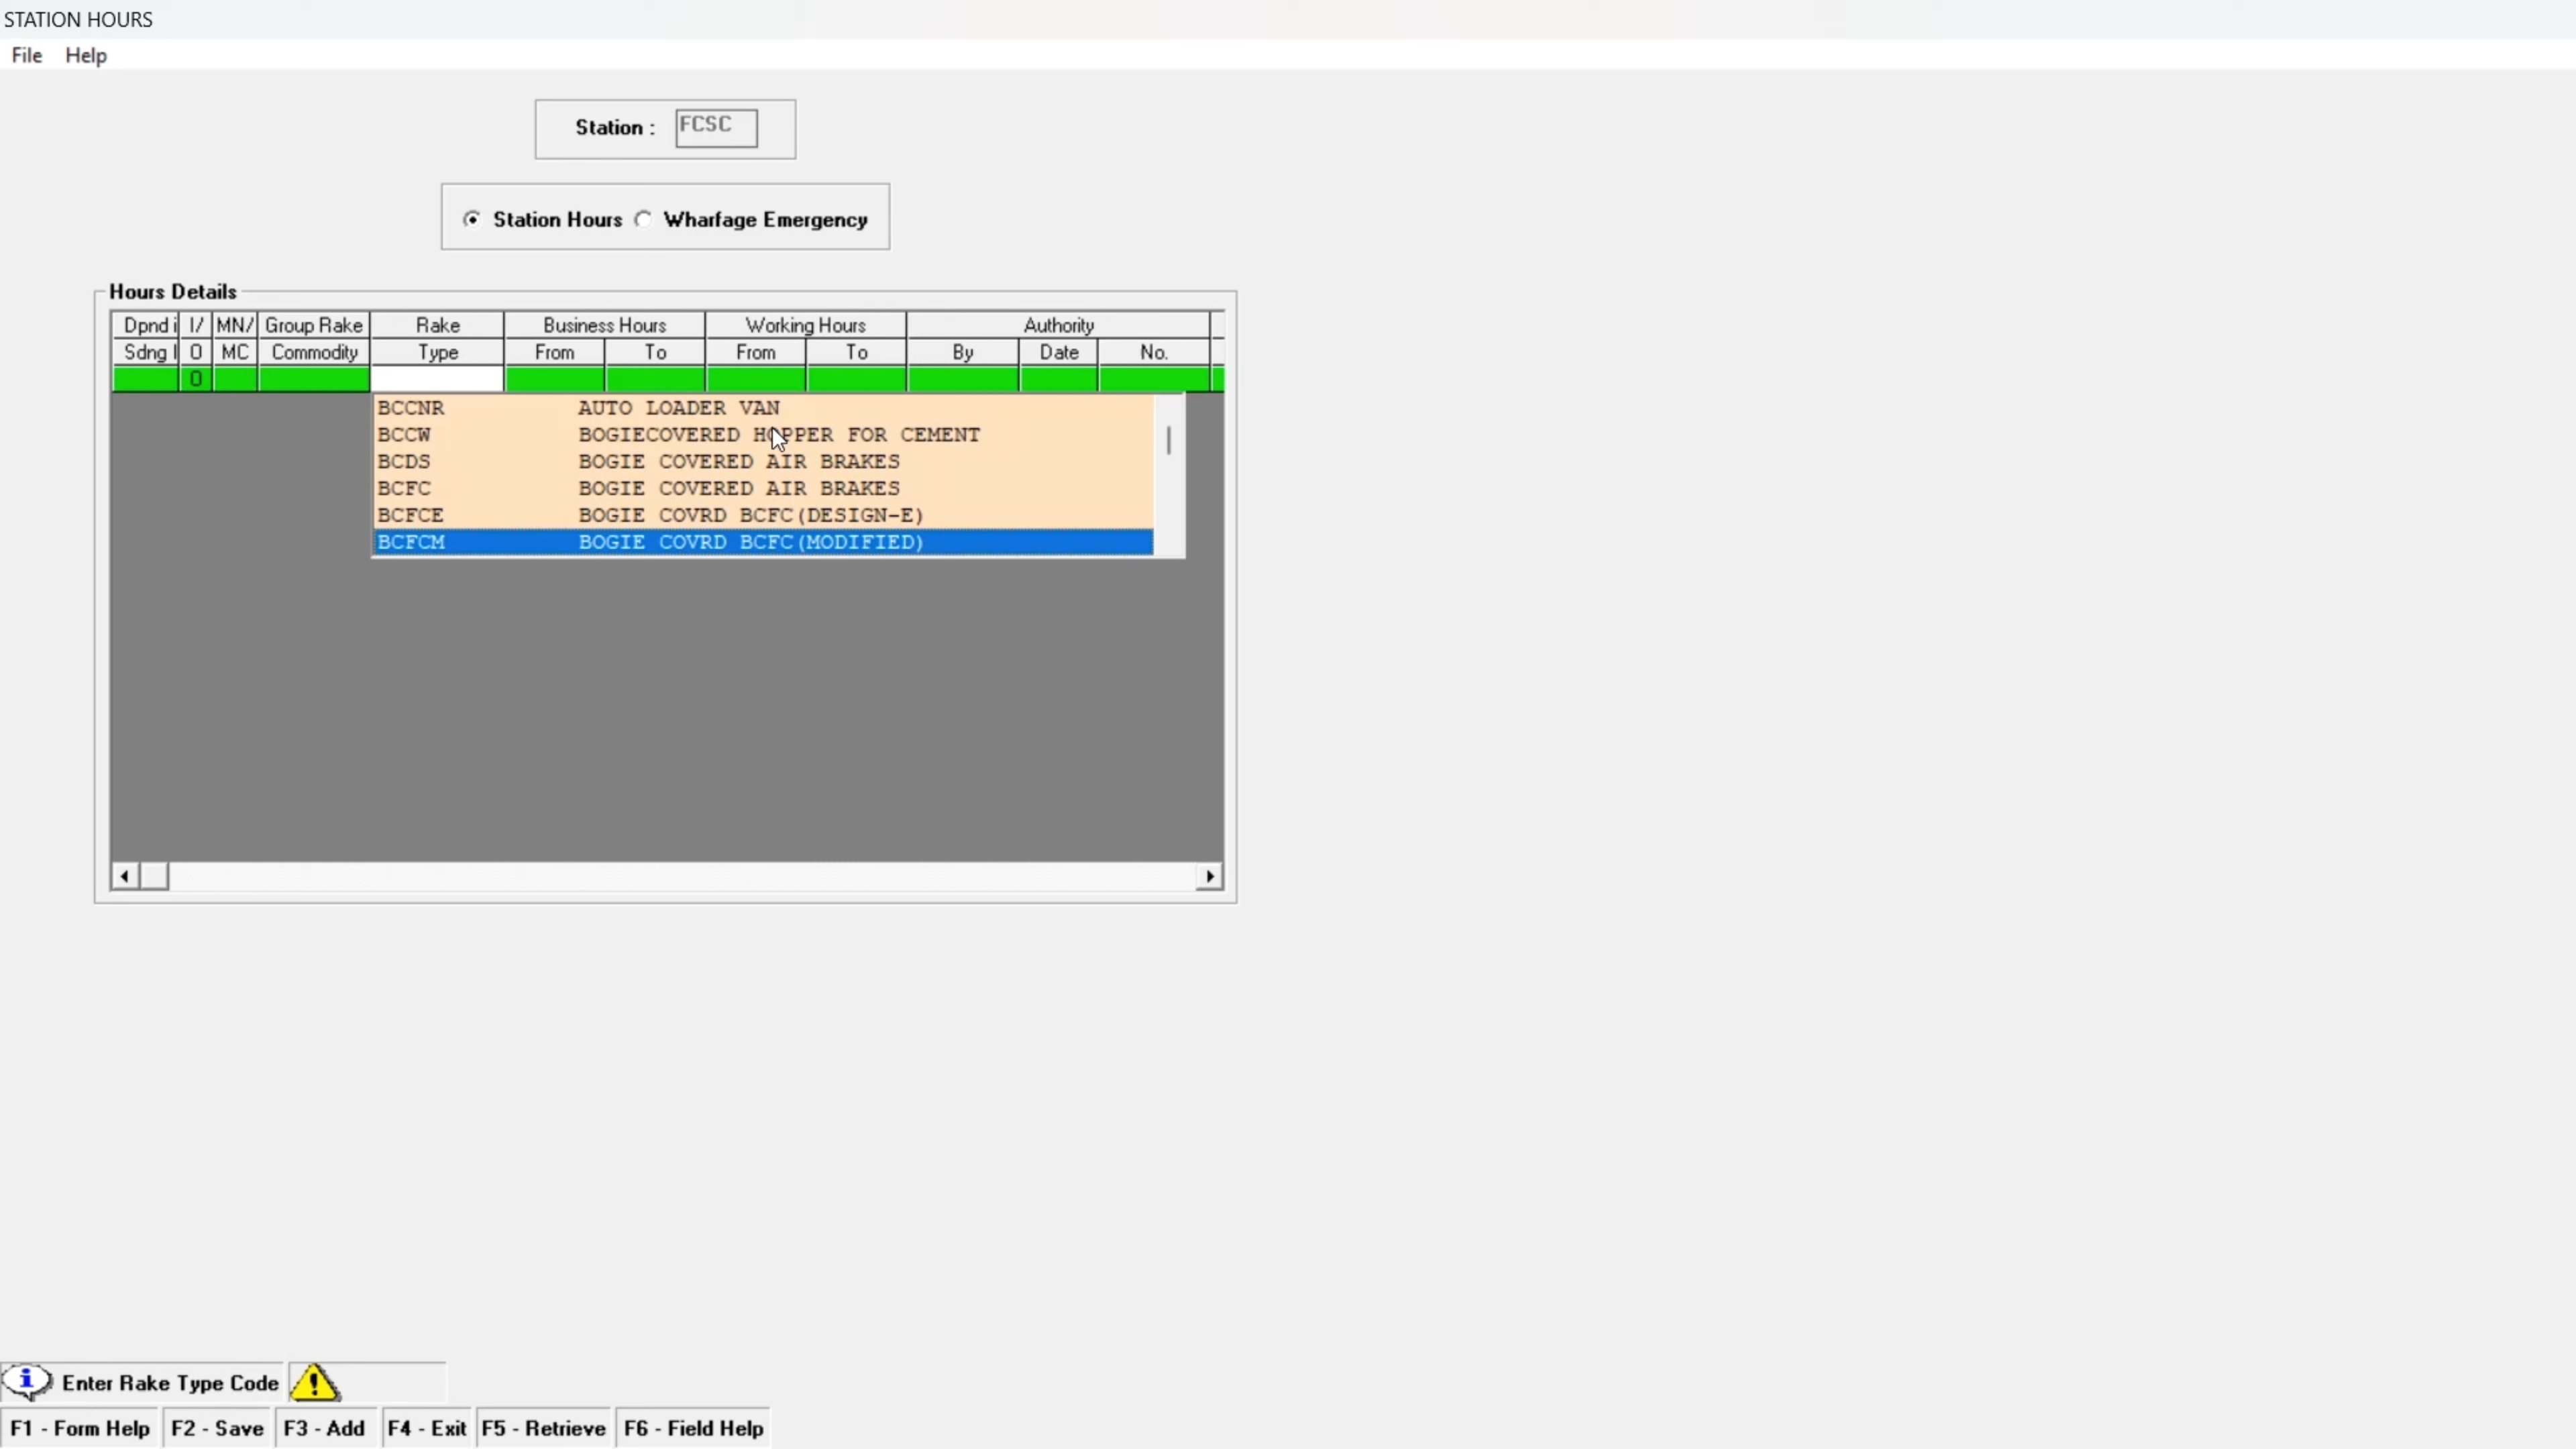 STATION HOURS
File Help
Station : FCSC
Station Hours Wharfage Emergency
Hours Details
Dpnd i I/ MN/ Group Rake Rake Business Hours Working Hours Authority
Sdng I O MC Commodity Type From To From To By Date No.
O
BCCNR AUTO LOADER VAN
BCCW BOGIECOVERED HOPPER FOR CEMENT
BCDS BOGIE COVERED AIR BRAKES
BCFC BOGIE COVERED AIR BRAKES
BCFCE BOGIE COVRD BCFC(DESIGN-E)
BCFCM BOGIE COVRD BCFC(MODIFIED)
Enter Rake Type Code
F1 - Form Help F2 - Save F3 - Add F4 - Exit F5 - Retrieve F6 - Field Help